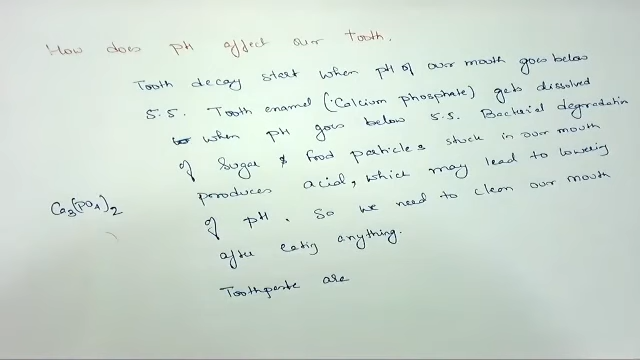 How does pH affect our Tooth.
Tooth decay start when pH of our mouth goes below
5.5. Tooth enamel (Calcium phosphate) gets dissolved
when pH goes below 5.5. Bacterial degradation
of Sugar & food particles stuck in our mouth
produces acid, which may lead to lowering
of pH. So we need to clean our mouth
Ca3(PO4)2
after eatig anything.
Toothpaste are